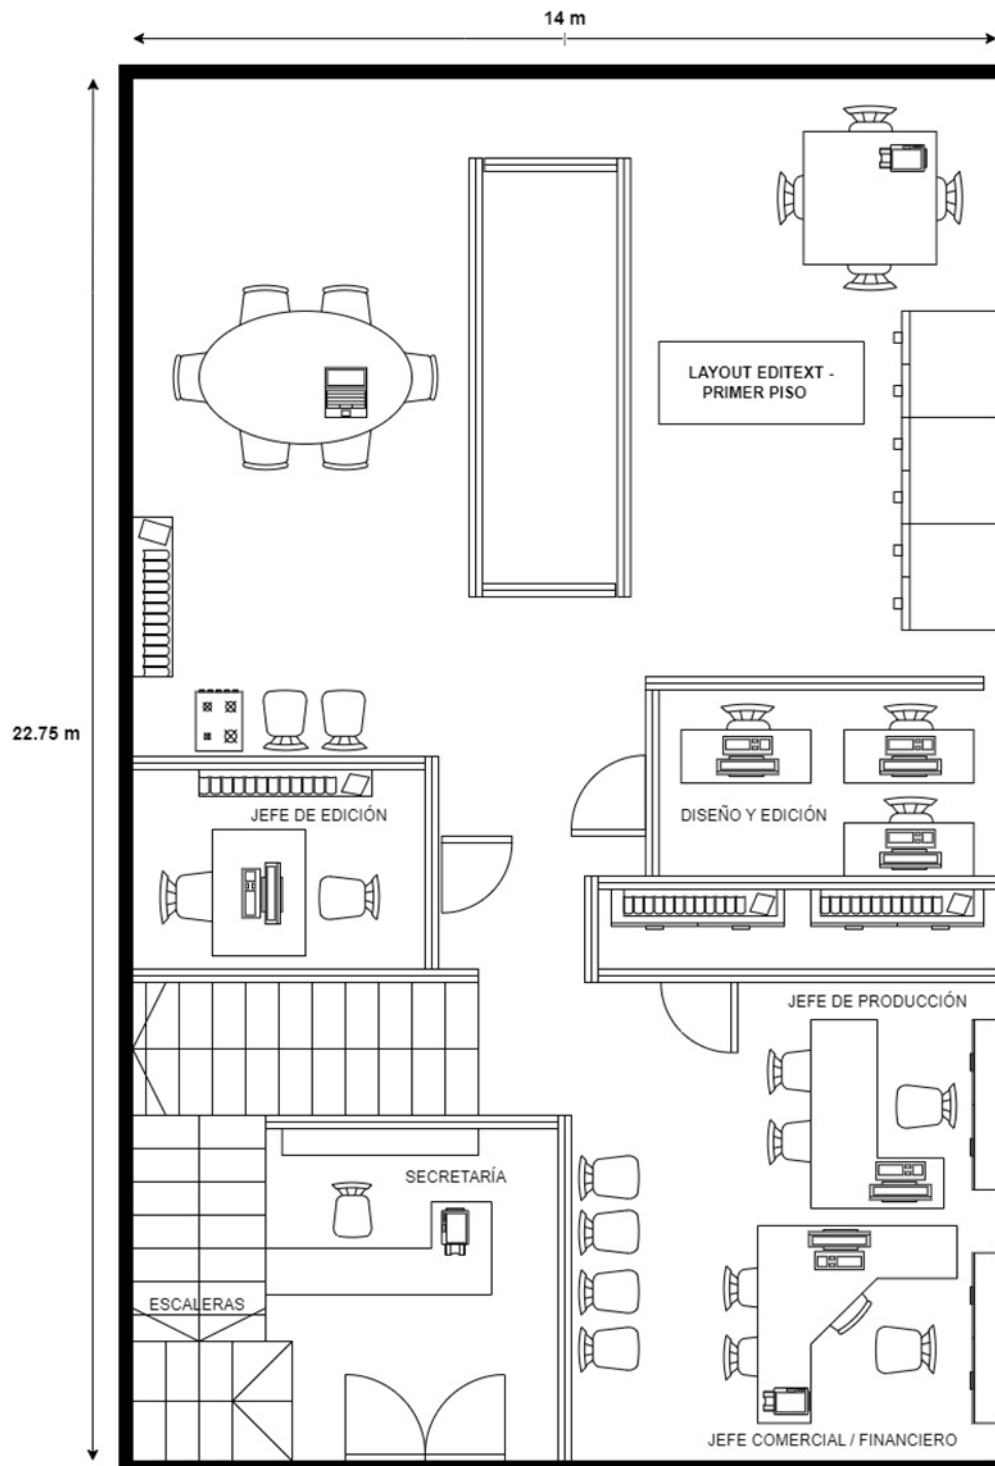 14 m
LAYOUT EDITEXT -
PRIMER PISO
22.75 m
JEFE DE EDICIÓN
DISEÑO Y EDICIÓN
JEFE DE PRODUCCIÓN
SECRETARÍA
ESCALERAS
JEFE COMERCIAL / FINANCIERO